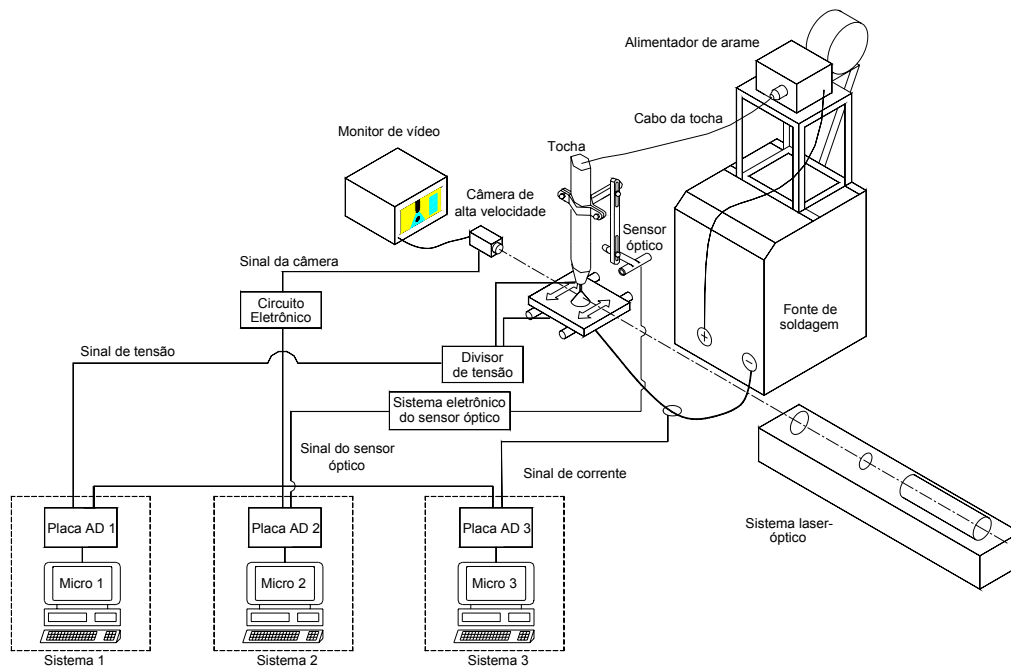 Alimentador de arame
Cabo da tocha
Monitor de vídeo
Tocha
Câmera de
alta velocidade
Sensor
óptico
Sinal da câmera
Circuito
Eletrônico
Fonte de
soldagem
+
−
Sinal de tensão
Divisor
de tensão
Sistema eletrônico
do sensor óptico
Sinal do sensor
óptico
Sinal de corrente
Sistema laser-
óptico
Placa AD 1
Placa AD 2
Placa AD 3
Micro 1
Micro 2
Micro 3
Sistema 1
Sistema 2
Sistema 3